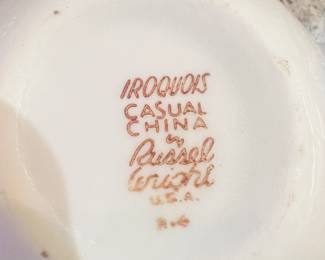 IROQUOIS
CASUAL
CHINA
by
Russel
Wright
U.S.A.